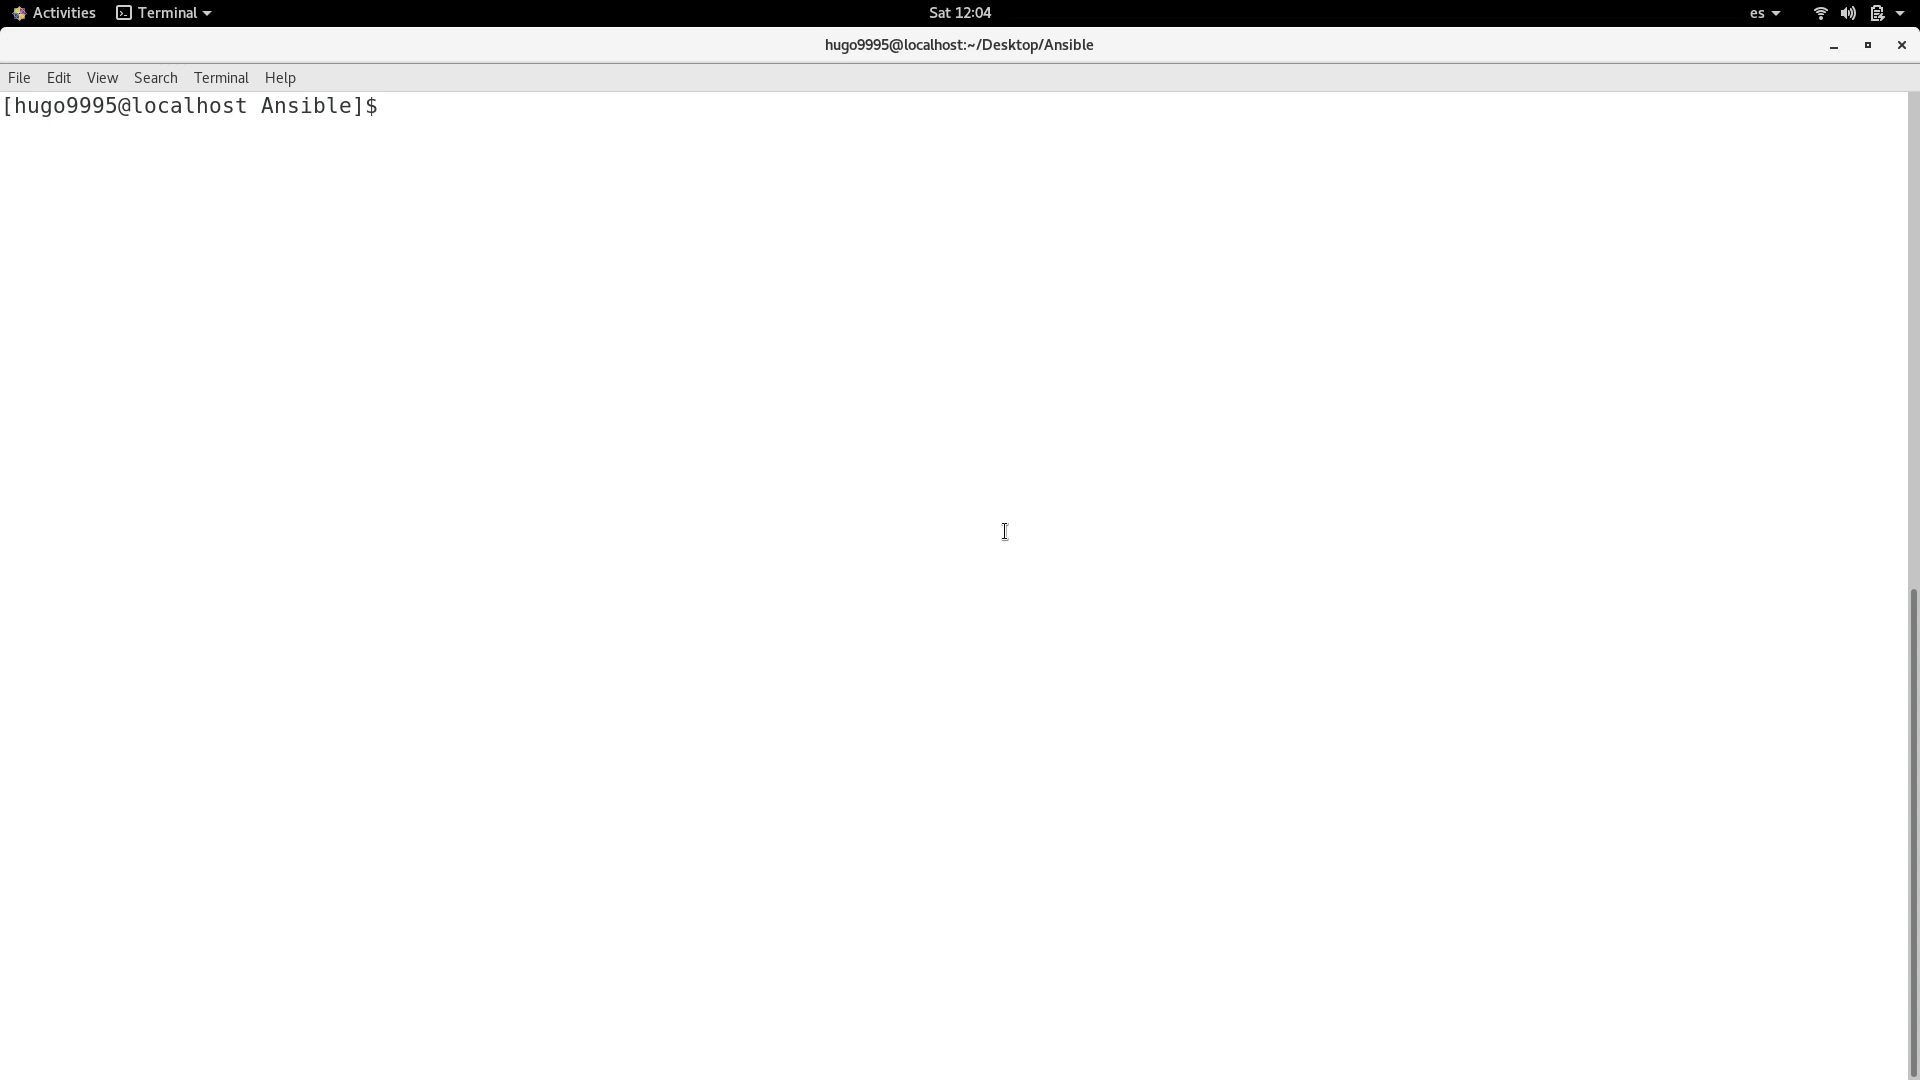 Activities Terminal Sat 12:04 es
hugo9995@localhost:~/Desktop/Ansible
File Edit View Search Terminal Help
[hugo9995@localhost Ansible]$